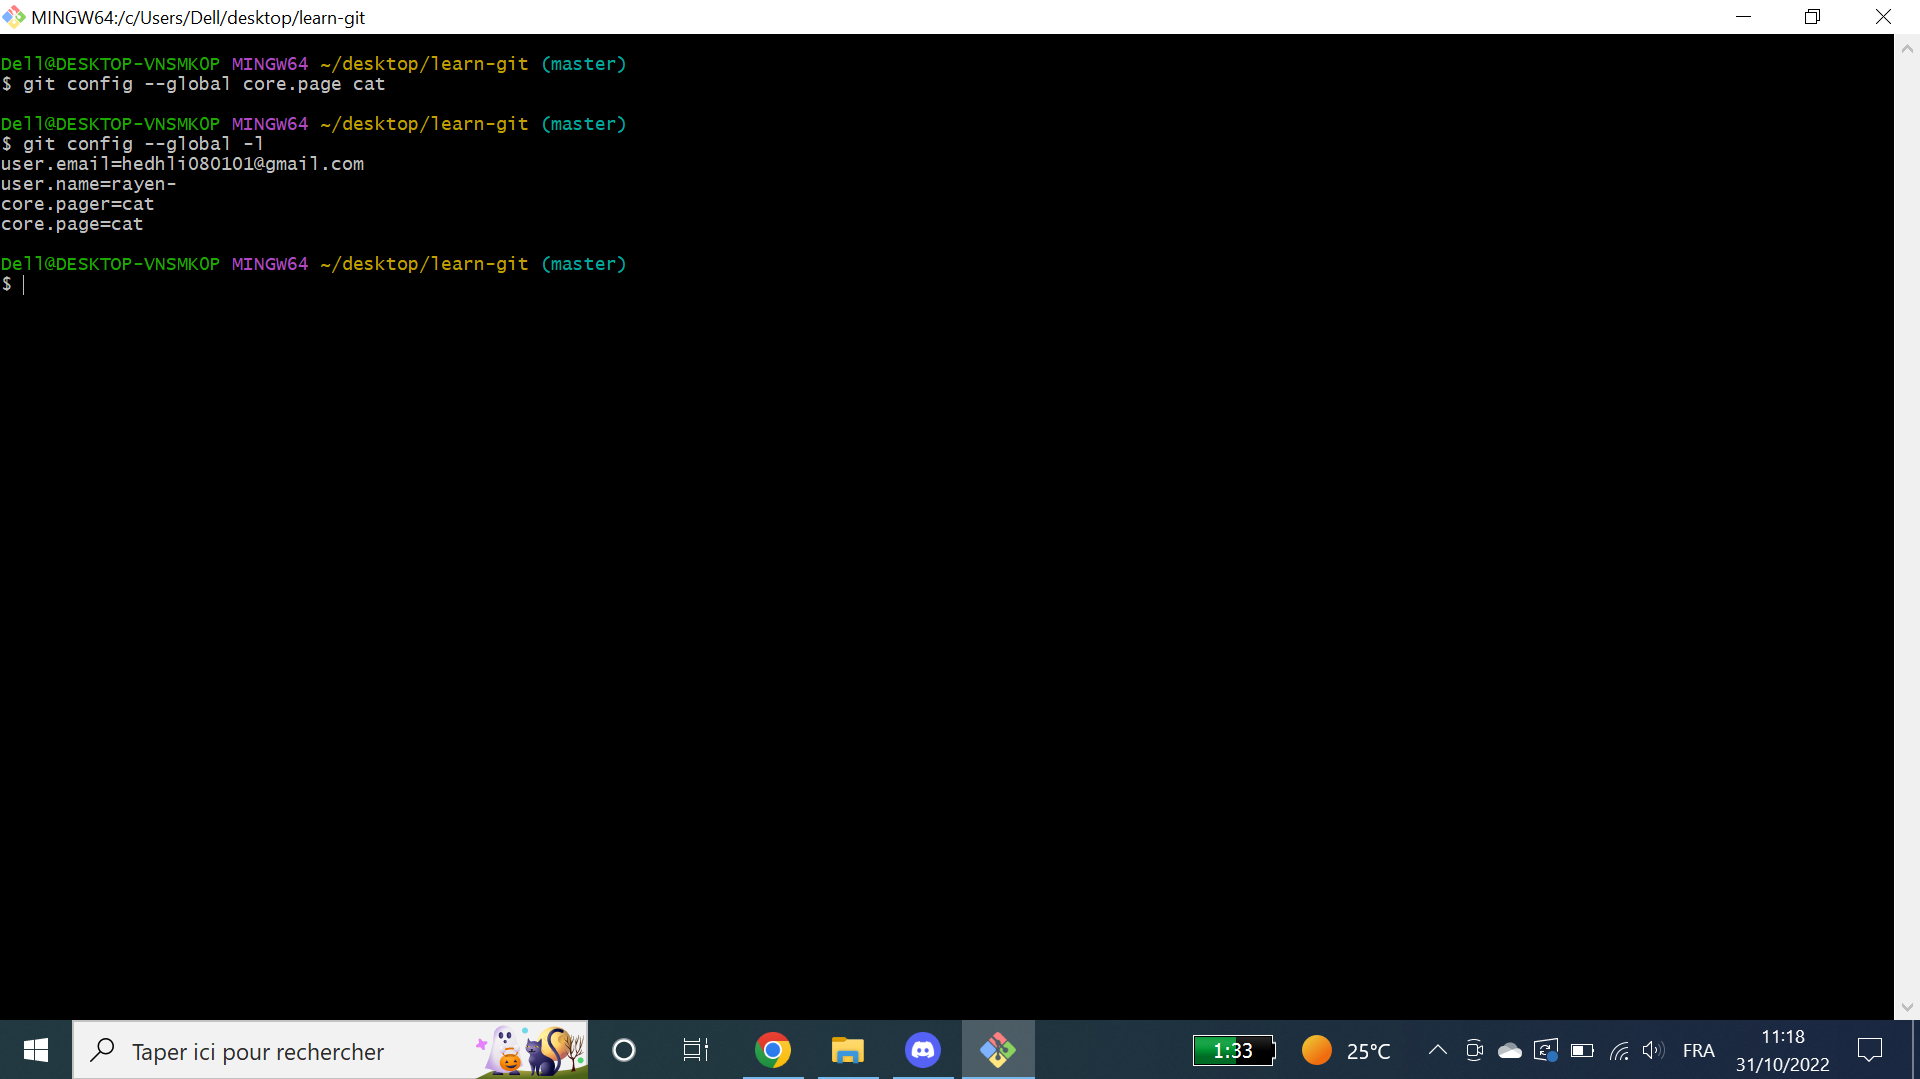 MINGW64:/c/Users/Dell/desktop/learn-git
Dell@DESKTOP-VNSMK0P MINGW64 ~/desktop/learn-git (master)
$ git config --global core.page cat
Dell@DESKTOP-VNSMK0P MINGW64 ~/desktop/learn-git (master)
$ git config --global -l
user.email=hedhli080101@gmail.com
user.name=rayen-
core.pager=cat
core.page=cat
Dell@DESKTOP-VNSMK0P MINGW64 ~/desktop/learn-git (master)
$
Taper ici pour rechercher
1:33
25°C
FRA
11:18
31/10/2022